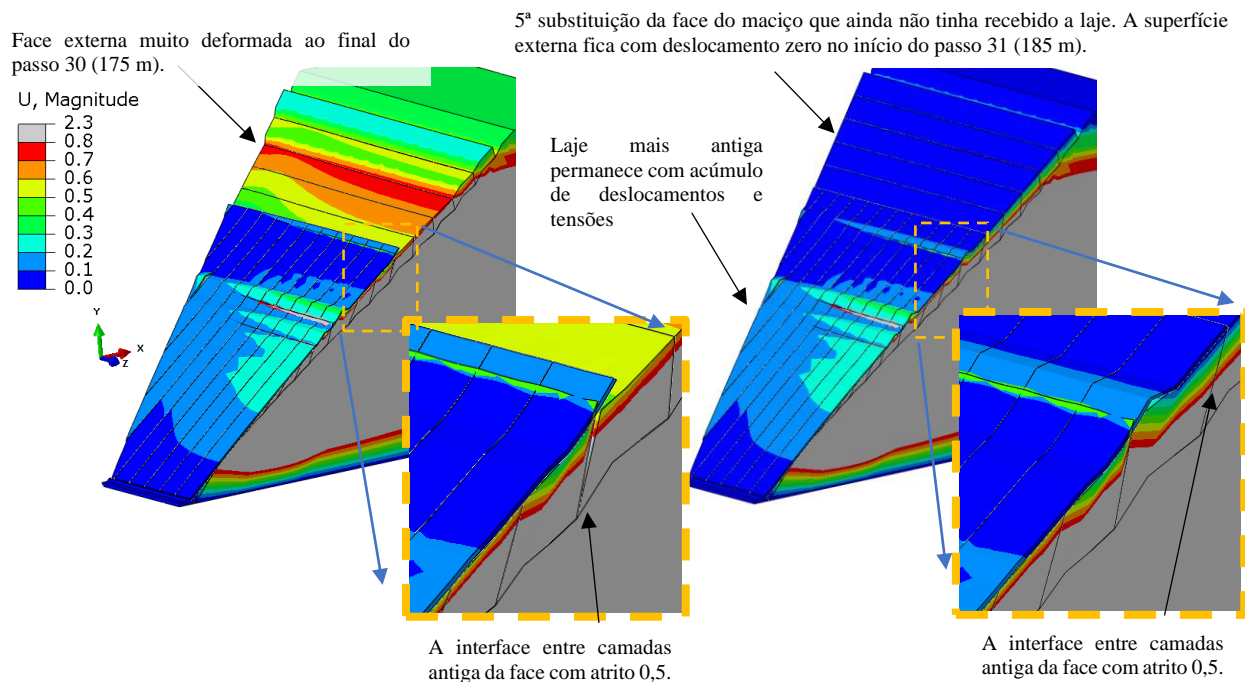 5ª substituição da face do maciço que ainda não tinha recebido a laje. A superfície
externa fica com deslocamento zero no início do passo 31 (185 m).
Face externa muito deformada ao final do
passo 30 (175 m).
U, Magnitude
2.3
0.8
0.7
0.6
0.5
0.4
0.3
0.2
0.1
0.0
Y
X
Z
Laje mais antiga
permanece com acúmulo
de deslocamentos e
tensões
A interface entre camadas
antiga da face com atrito 0,5.
A interface entre camadas
antiga da face com atrito 0,5.